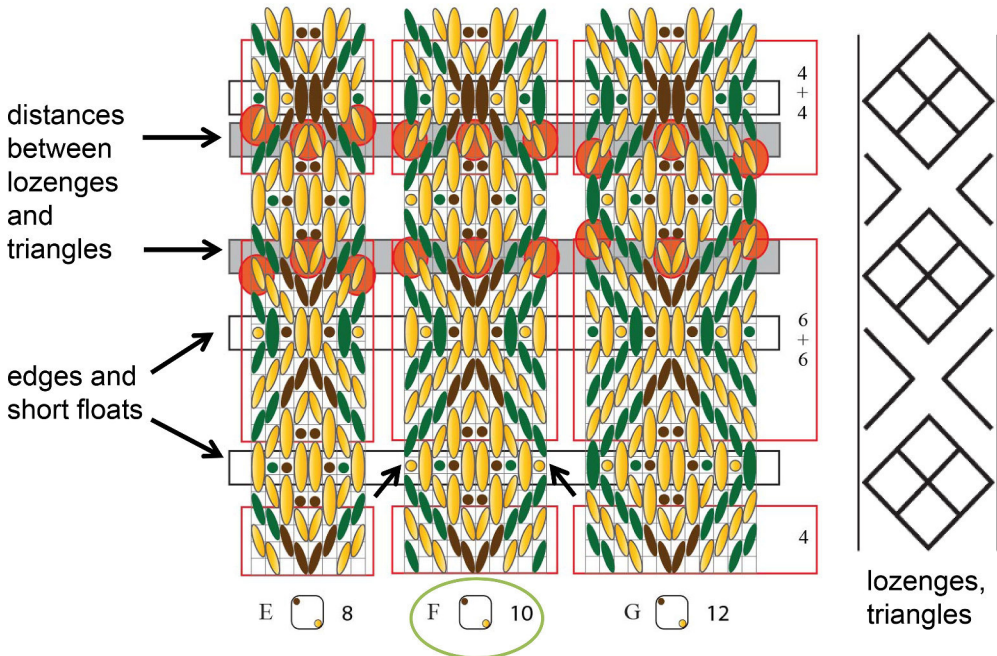 distances
between
lozenges
and
triangles
edges and
short floats
4
+
4
6
+
6
4
E 8
F 10
G 12
lozenges,
triangles